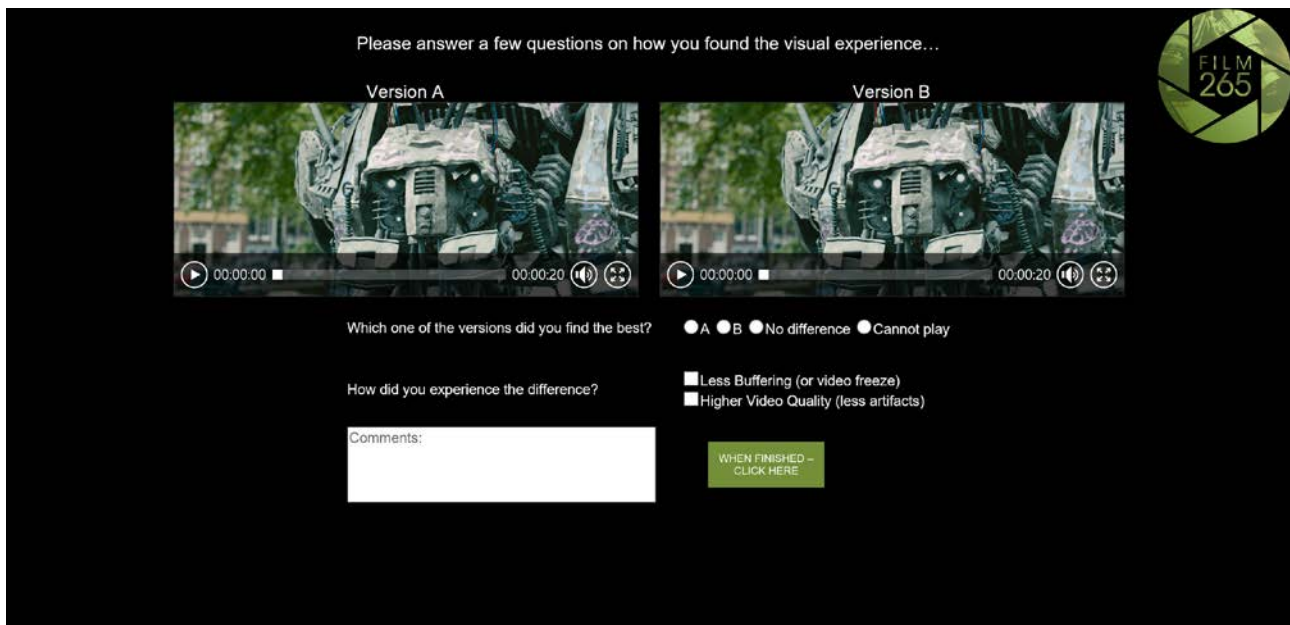 Please answer a few questions on how you found the visual experience…
FILM
265
Version A
Version B
00:00:00
00:00:20
00:00:00
00:00:20
Which one of the versions did you find the best?
A
B
No difference
Cannot play
How did you experience the difference?
Less Buffering (or video freeze)
Higher Video Quality (less artifacts)
Comments:
WHEN FINISHED –
CLICK HERE